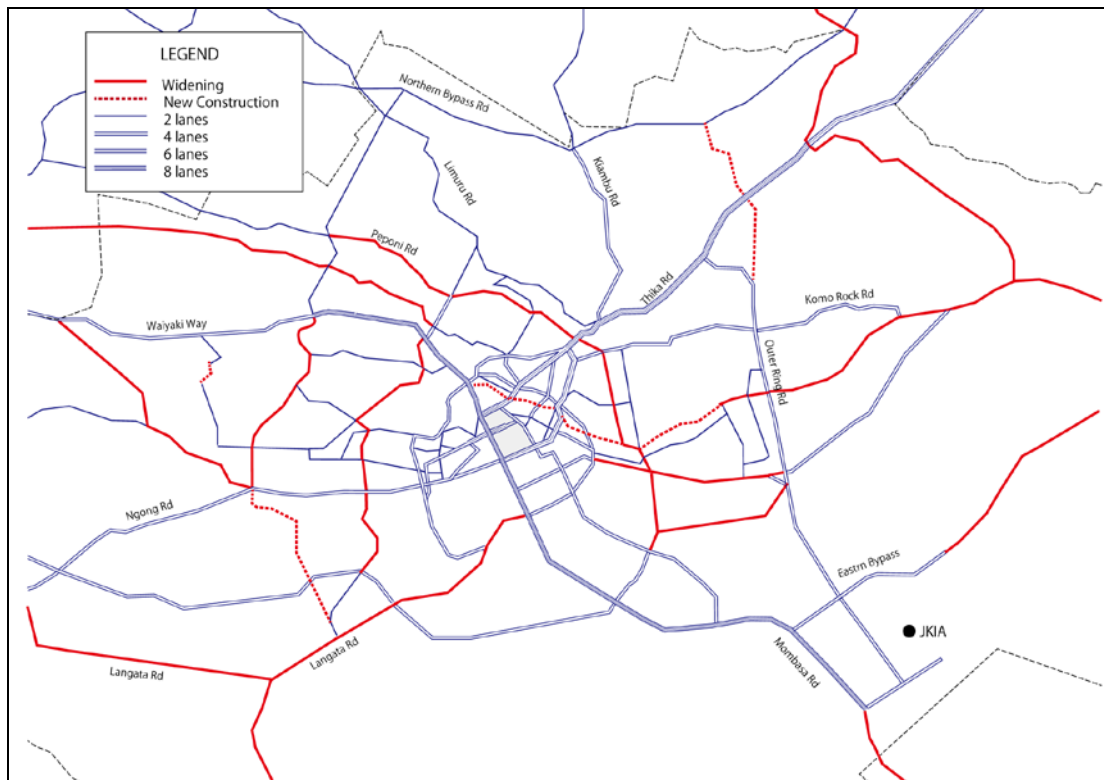 LEGEND
Widening
New Construction
2 lanes
4 lanes
6 lanes
8 lanes
Northern Bypass Rd
Limuru Rd
Kiambu Rd
Peponi Rd
Thika Rd
Komo Rock Rd
Waiyaki Way
Outer Ring Rd
Ngong Rd
Eastrn Bypass
JKIA
Langata Rd
Mombasa Rd
Langata Rd